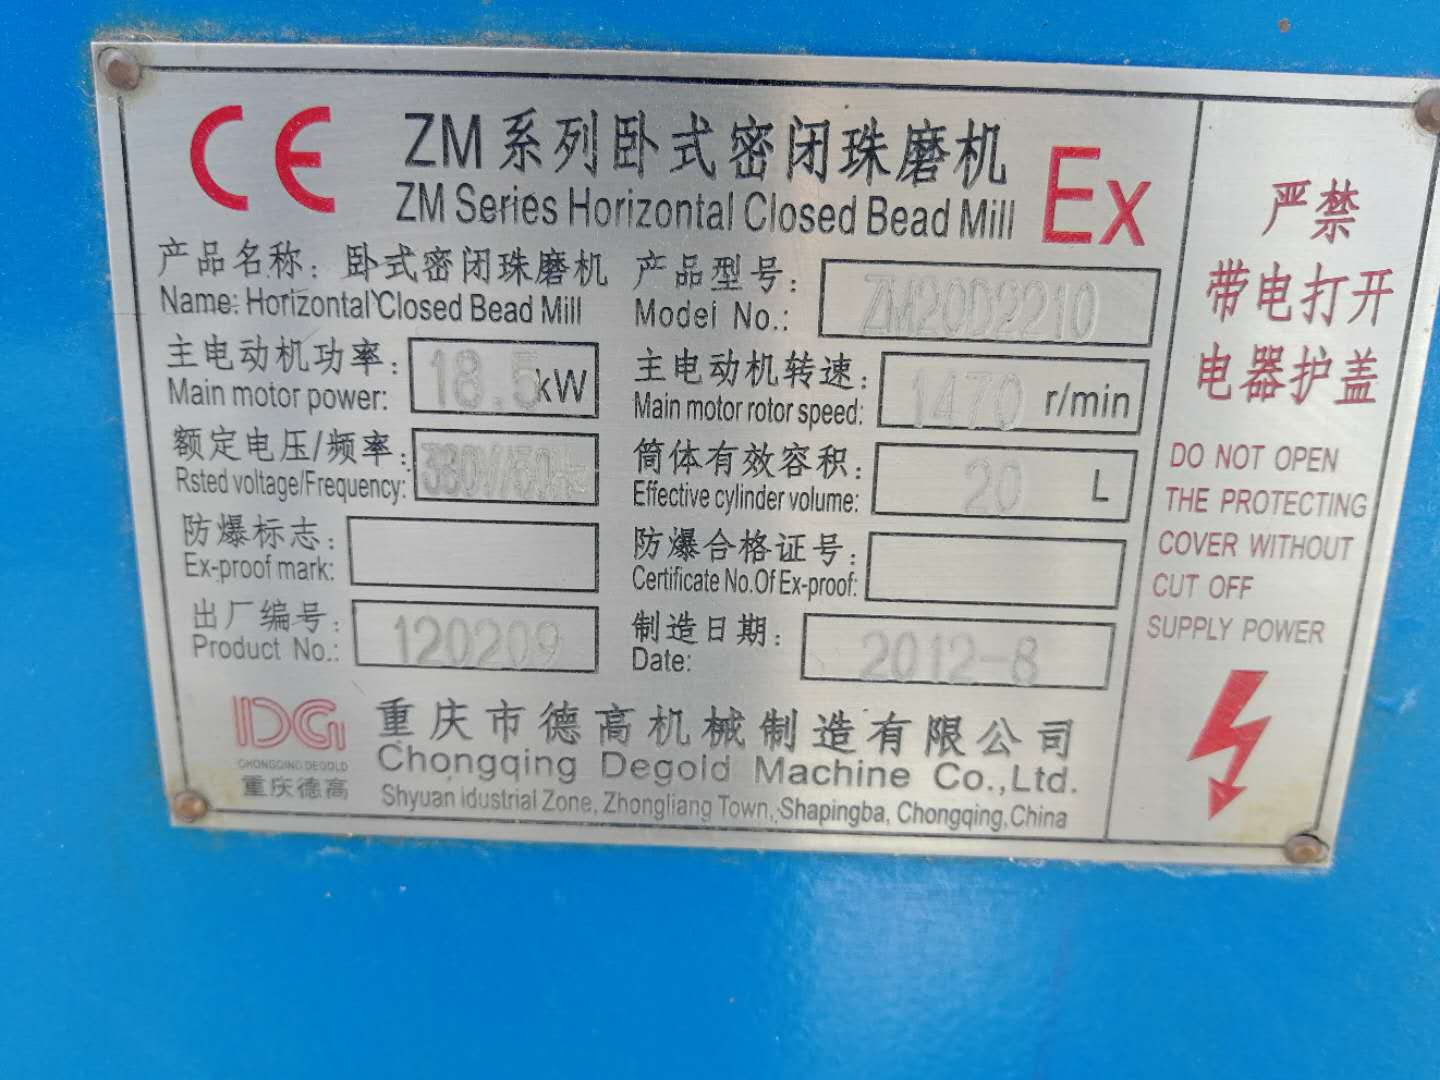 CE
ZM系列卧式密闭珠磨机
ZM Series Horizontal Closed Bead Mill
Ex
产品名称：卧式密闭珠磨机
Name: Horizontal Closed Bead Mill
产品型号：ZM20D2210
Model No.:
主电动机功率：18.5kW
Main motor power:
主电动机转速：1470 r/min
Main motor rotor speed:
额定电压/频率：380V/50Hz
Rsted voltage/Frequency:
筒体有效容积：20 L
Effective cylinder volume:
防爆标志：
Ex-proof mark:
防爆合格证号：
Certificate No.Of Ex-proof:
出厂编号：120209
Product No.:
制造日期：2012-8
Date:
DG
CHONGQING DEGOLD
重庆德高
重庆市德高机械制造有限公司
Chongqing Degold Machine Co.,Ltd.
Shyuan idustrial Zone, Zhongliang Town, Shapingba, Chongqing,China
严禁
带电打开
电器护盖
DO NOT OPEN
THE PROTECTING
COVER WITHOUT
CUT OFF
SUPPLY POWER